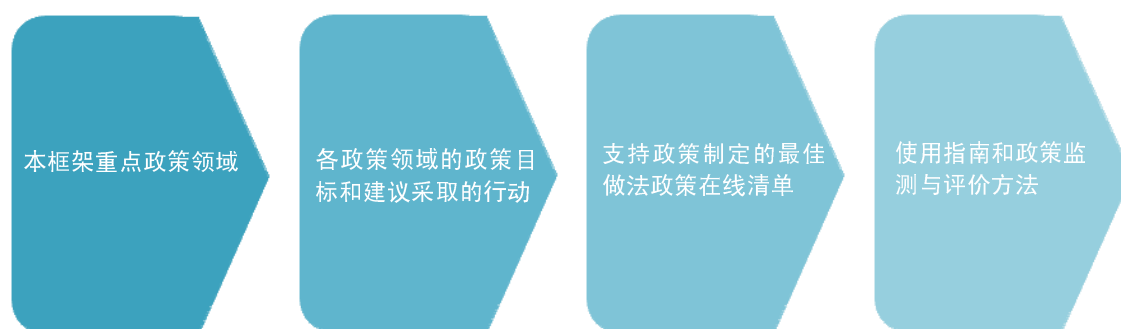 本框架重点政策领域
各政策领域的政策目
标和建议采取的行动
支持政策制定的最佳
做法政策在线清单
使用指南和政策监
测与评价方法